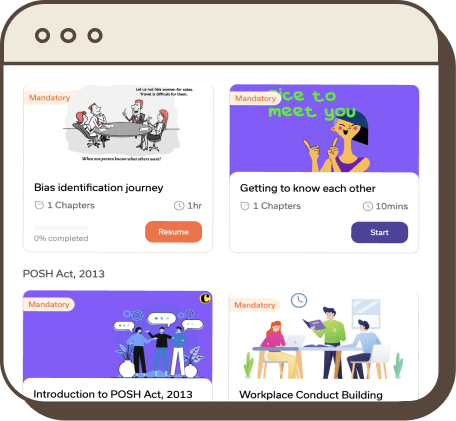 Mandatory
Let us not hire women for sales.
Travel is difficult for them.
When one person knows what others want!
Bias identification journey
1 Chapters
1hr
0% completed
Resume
Mandatory
nice to
meet you
Getting to know each other
1 Chapters
10mins
Start
POSH Act, 2013
Mandatory
Introduction to POSH Act, 2013
Mandatory
Workplace Conduct Building